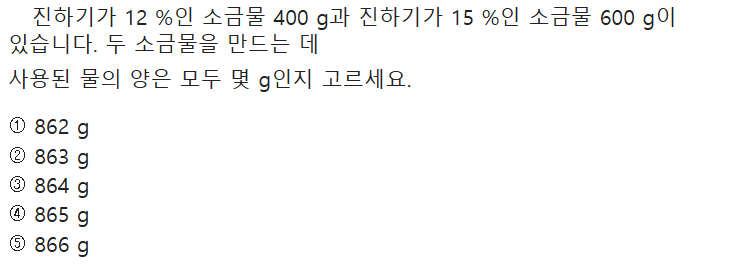 진하기가 12 %인 소금물 400 g과 진하기가 15 %인 소금물 600 g이
있습니다. 두 소금물을 만드는 데
사용된 물의 양은 모두 몇 g인지 고르세요.
① 862 g
② 863 g
③ 864 g
④ 865 g
⑤ 866 g